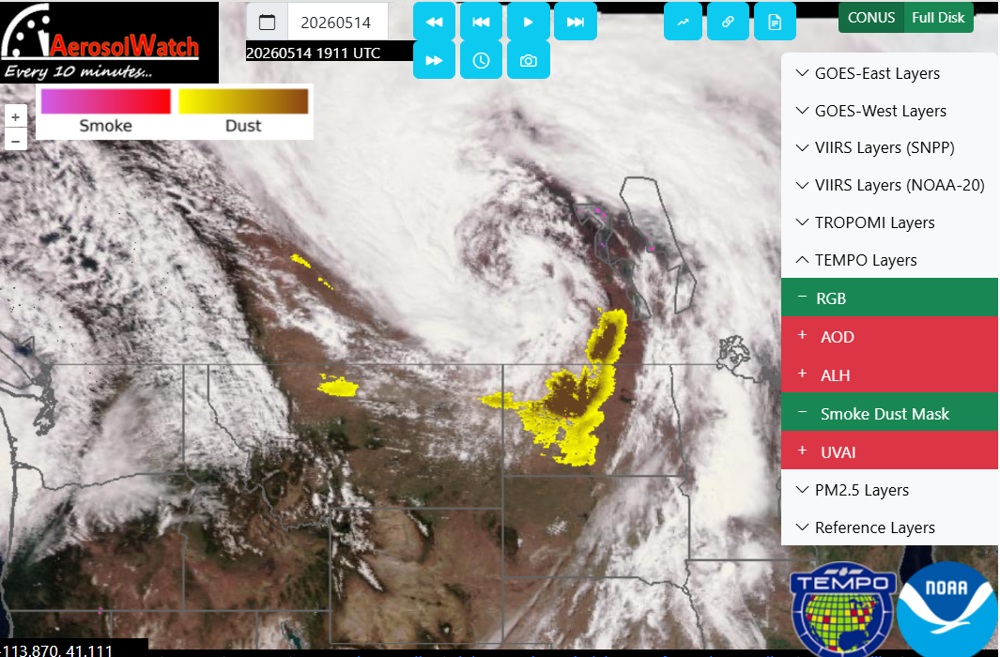 20260514
CONUS
Full Disk
AerosolWatch
Every 10 minutes...
20260514 1911 UTC
Smoke
Dust
+
−
GOES-East Layers
GOES-West Layers
VIIRS Layers (SNPP)
VIIRS Layers (NOAA-20)
TROPOMI Layers
TEMPO Layers
− RGB
+ AOD
+ ALH
− Smoke Dust Mask
+ UVAI
PM2.5 Layers
Reference Layers
TEMPO
NOAA
-113.870, 41.111